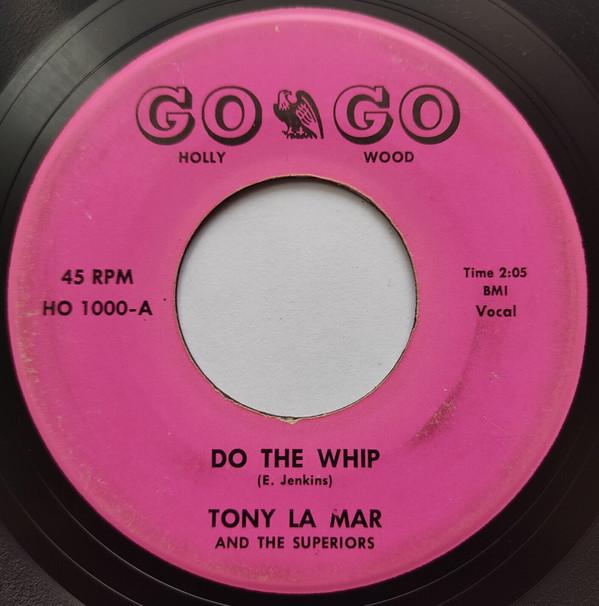 GO GO
HOLLY WOOD
45 RPM
HO 1000-A
Time 2:05
BMI
Vocal
DO THE WHIP
(E. Jenkins)
TONY LA MAR
AND THE SUPERIORS